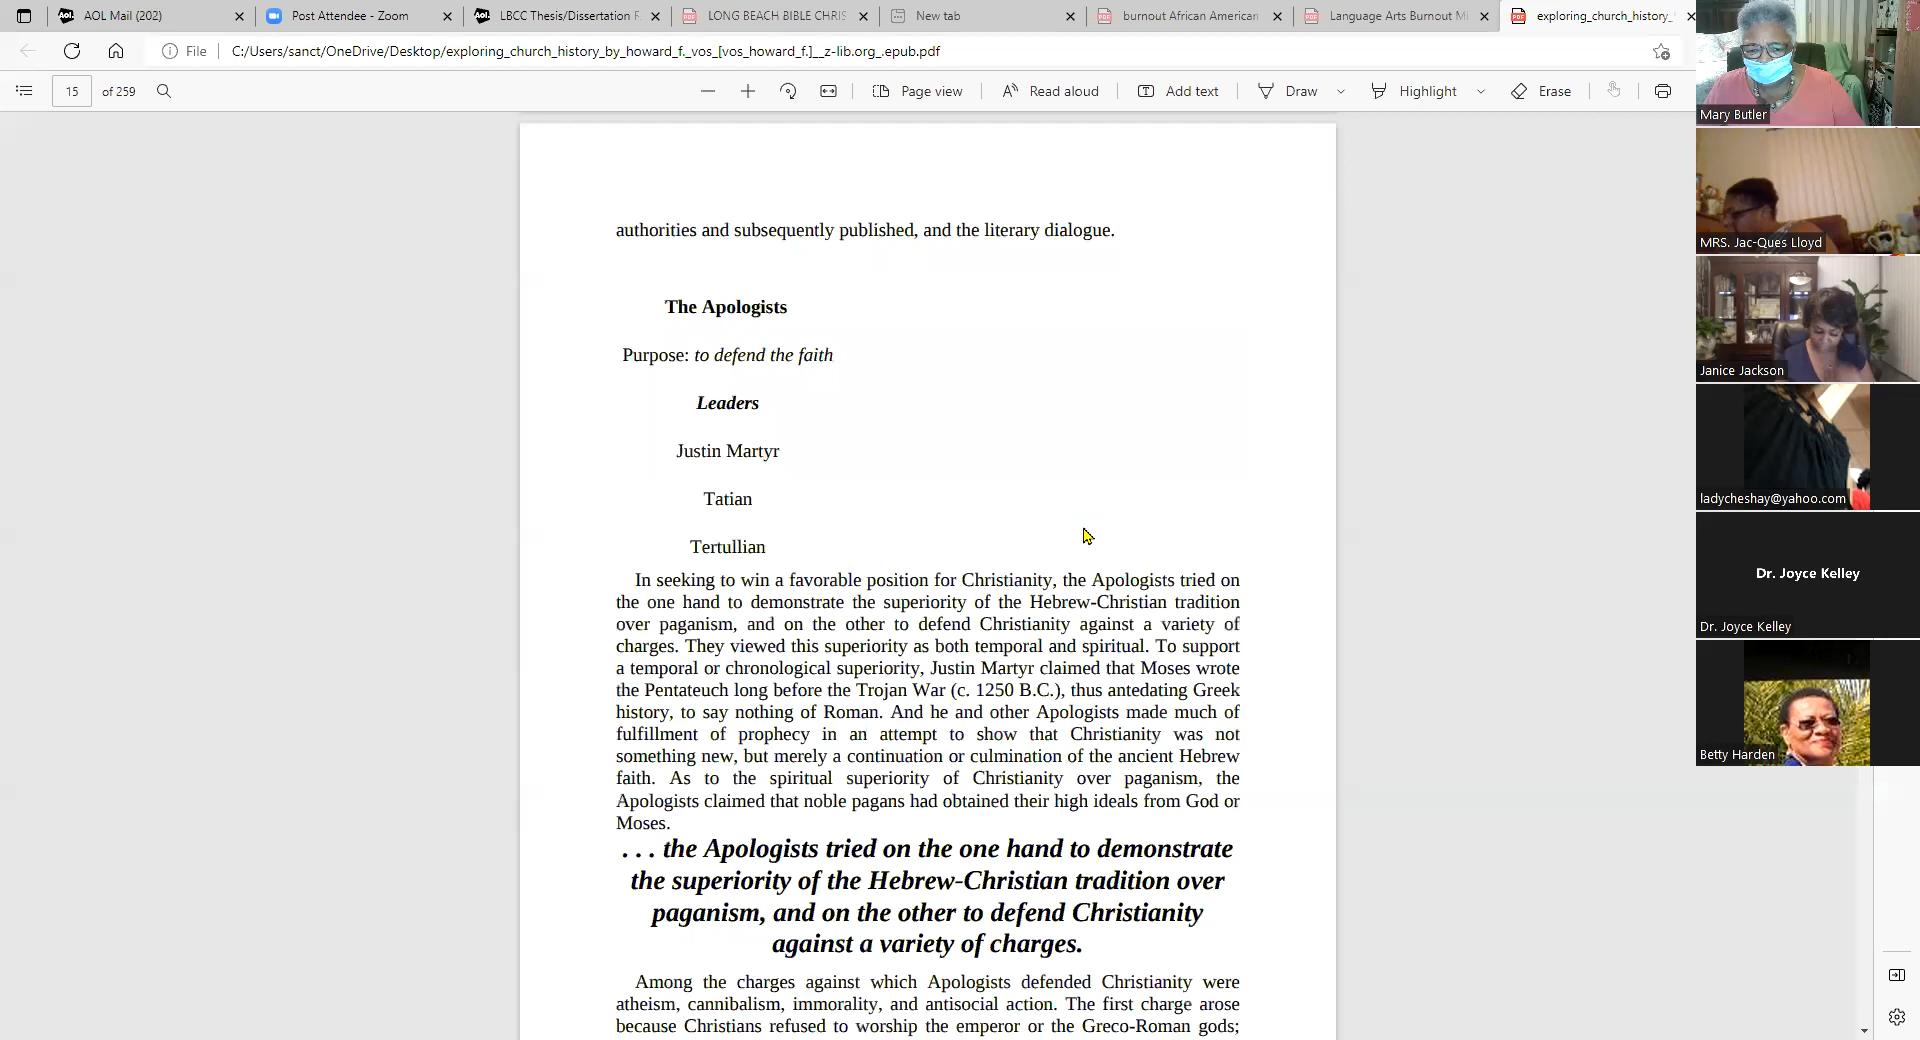 AOL Mail (202)
Post Attendee - Zoom
LBCC Thesis/Dissertation F
LONG BEACH BIBLE CHRIS
New tab
burnout African American
Language Arts Burnout Mi
exploring_church_history_
File
C:/Users/sanct/OneDrive/Desktop/exploring_church_history_by_howard_f._vos_[vos_howard_f.]__z-lib.org_.epub.pdf
15 of 259
Page view
Read aloud
Add text
Draw
Highlight
Erase
authorities and subsequently published, and the literary dialogue.
The Apologists
Purpose: to defend the faith
Leaders
Justin Martyr
Tatian
Tertullian
In seeking to win a favorable position for Christianity, the Apologists tried on
the one hand to demonstrate the superiority of the Hebrew-Christian tradition
over paganism, and on the other to defend Christianity against a variety of
charges. They viewed this superiority as both temporal and spiritual. To support
a temporal or chronological superiority, Justin Martyr claimed that Moses wrote
the Pentateuch long before the Trojan War (c. 1250 B.C.), thus antedating Greek
history, to say nothing of Roman. And he and other Apologists made much of
fulfillment of prophecy in an attempt to show that Christianity was not
something new, but merely a continuation or culmination of the ancient Hebrew
faith. As to the spiritual superiority of Christianity over paganism, the
Apologists claimed that noble pagans had obtained their high ideals from God or
Moses.
. . . the Apologists tried on the one hand to demonstrate
the superiority of the Hebrew-Christian tradition over
paganism, and on the other to defend Christianity
against a variety of charges.
Among the charges against which Apologists defended Christianity were
atheism, cannibalism, immorality, and antisocial action. The first charge arose
because Christians refused to worship the emperor or the Greco-Roman gods;
Mary Butler
MRS. Jac-Ques Lloyd
Janice Jackson
ladycheshay@yahoo.com
Dr. Joyce Kelley
Dr. Joyce Kelley
Betty Harden